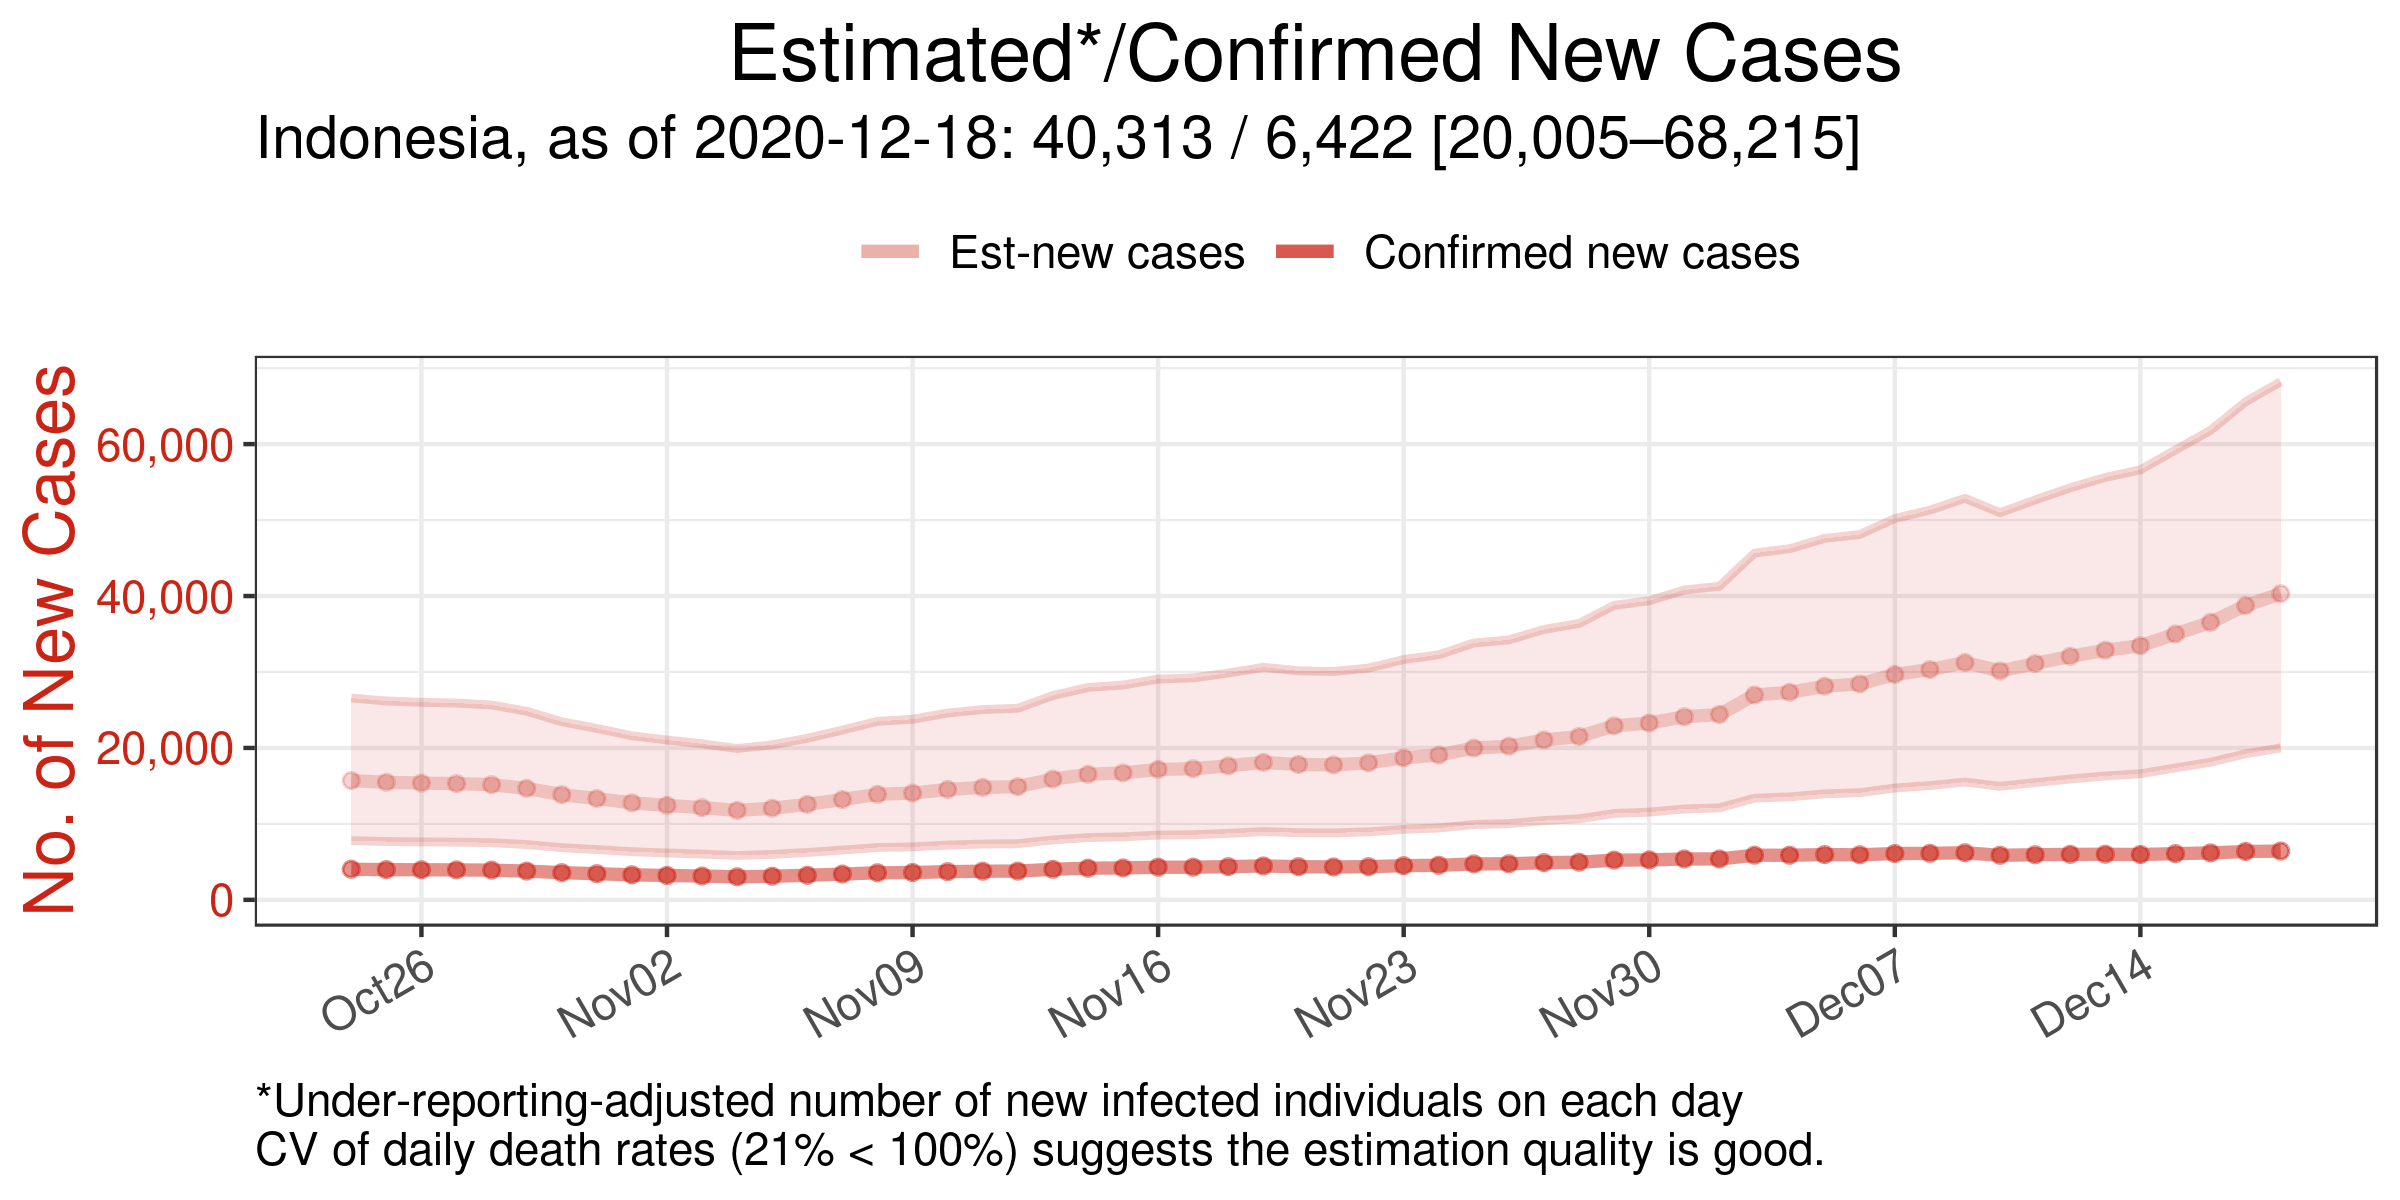 Estimated*/Confirmed New Cases
Indonesia, as of 2020-12-18: 40,313 / 6,422 [20,005–68,215]
Est-new cases
Confirmed new cases
No. of New Cases
60,000
40,000
20,000
0
Oct26
Nov02
Nov09
Nov16
Nov23
Nov30
Dec07
Dec14
*Under-reporting-adjusted number of new infected individuals on each day
CV of daily death rates (21% < 100%) suggests the estimation quality is good.